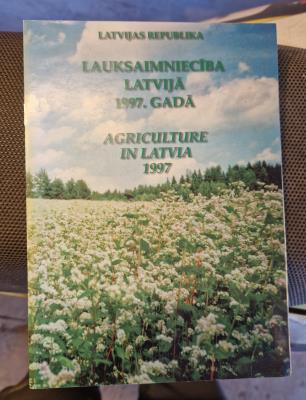 LATVIJAS REPUBLIKA
LAUKSAIMNIECĪBA
LATVIJĀ
1997. GADĀ
AGRICULTURE
IN LATVIA
1997